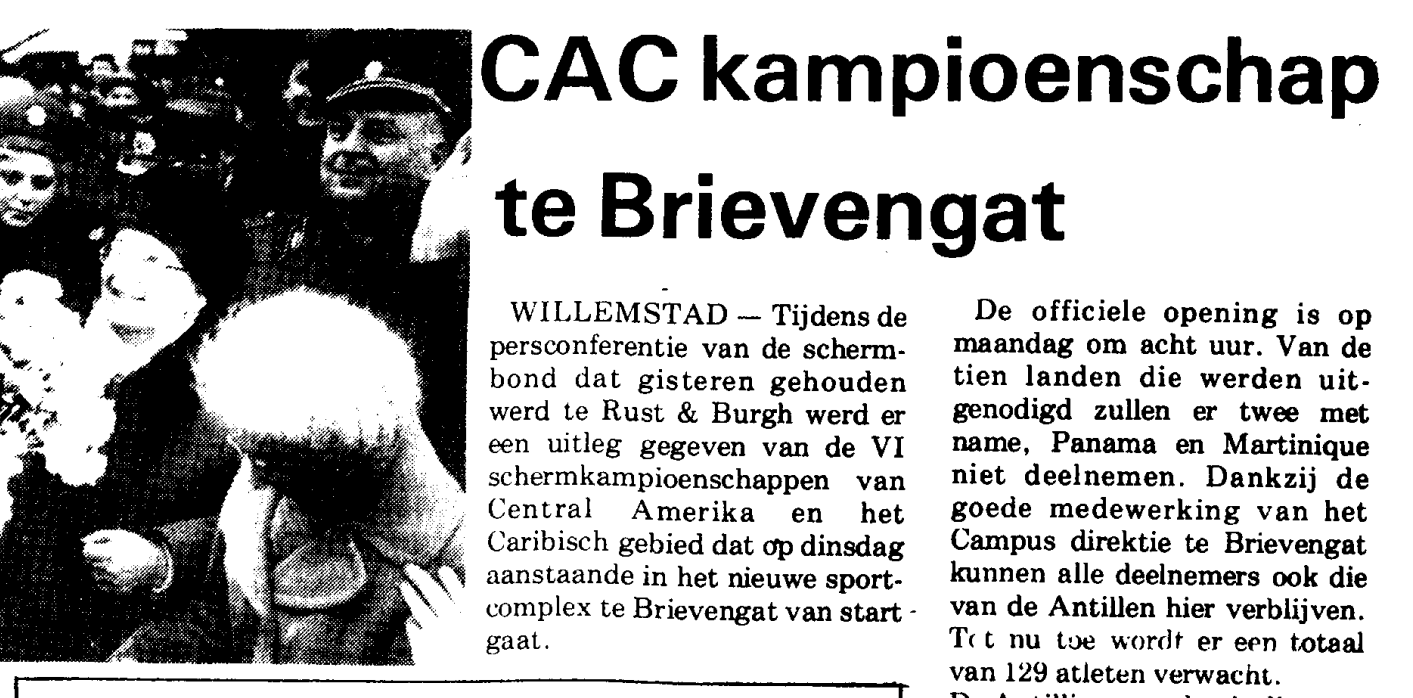 CAC kampioenschap
te Brievengat
WILLEMSTAD — Tijdens de
persconferentie van de scherm-
bond dat gisteren gehouden
werd te Rust & Burgh werd er
een uitleg gegeven van de VI
schermkampioenschappen van
Central Amerika en het
Caribisch gebied dat op dinsdag
aanstaande in het nieuwe sport-
complex te Brievengat van start-
gaat.
De officiele opening is op
maandag om acht uur. Van de
tien landen die werden uit-
genodigd zullen er twee met
name, Panama en Martinique
niet deelnemen. Dankzij de
goede medewerking van het
Campus direktie te Brievengat
kunnen alle deelnemers ook die
van de Antillen hier verblijven.
Tot nu toe wordt er een totaal
van 129 atleten verwacht.